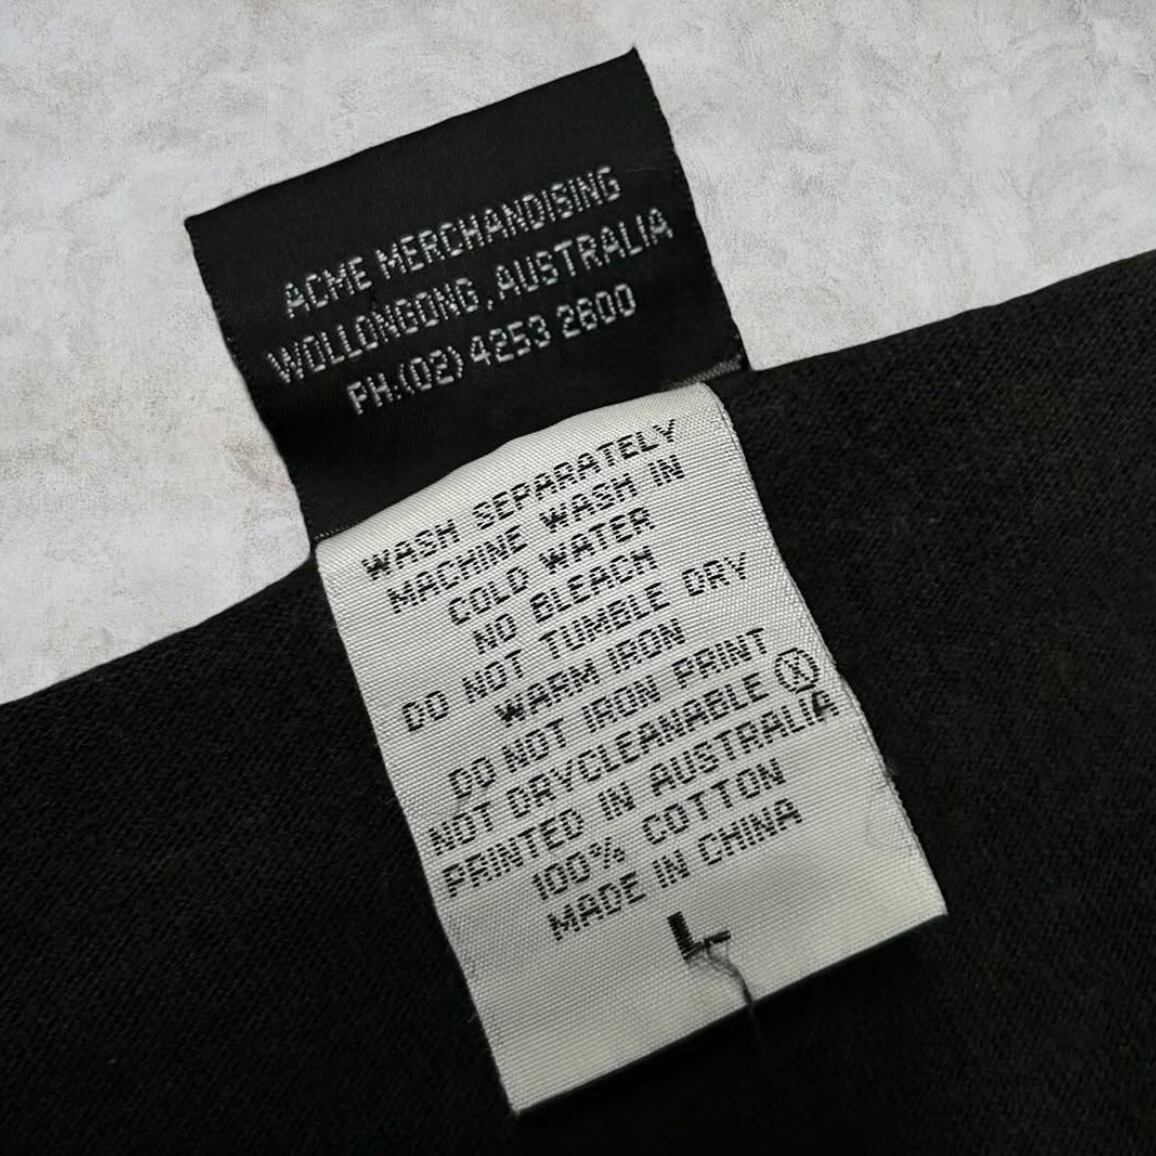 ACME MERCHANDISING
WOLLONGONG, AUSTRALIA
PH:(02) 4253 2600
WASH SEPARATELY
MACHINE WASH IN
COLD WATER
NO BLEACH
DO NOT TUMBLE DRY
WARM IRON
DO NOT IRON PRINT
NOT DRYCLEANABLE Ⓧ
PRINTED IN AUSTRALIA
100% COTTON
MADE IN CHINA
L